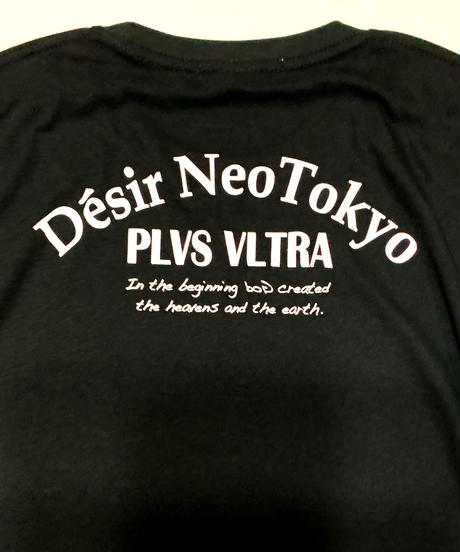 Désir NeoTokyo
PLVS VLTRA
In the beginning boD created
the heavens and the earth.